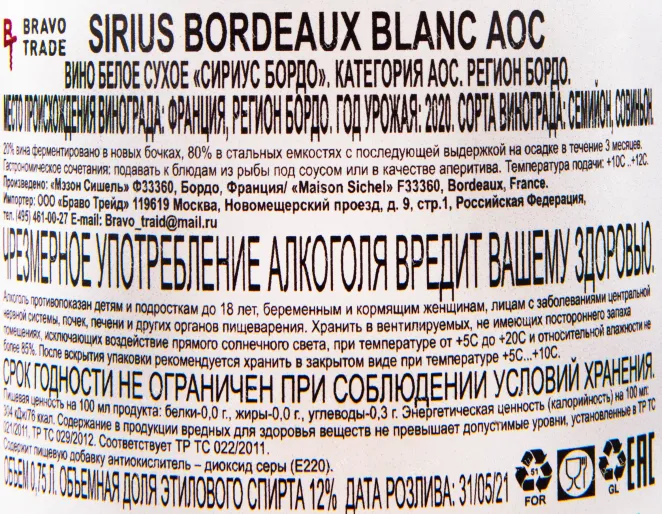 BRAVO TRADE
SIRIUS BORDEAUX BLANC AOC
ВИНО БЕЛОЕ СУХОЕ «СИРИУС БОРДО». КАТЕГОРИЯ АОС. РЕГИОН БОРДО.
МЕСТО ПРОИСХОЖДЕНИЯ ВИНОГРАДА: ФРАНЦИЯ, РЕГИОН БОРДО. ГОД УРОЖАЯ: 2020. СОРТА ВИНОГРАДА: СЕМИЙОН, СОВИНЬОН.
20% вина ферментировано в новых бочках, 80% в стальных емкостях с последующей выдержкой на осадке в течение 3 месяцев.
Гастрономическое сочетания: подавать к блюдам из рыбы под соусом или в качестве аперитива. Температура подачи: +10С...+12С.
Произведено: «Мэзон Сишель» Ф33360, Бордо, Франция/ «Maison Sichel» F33360, Bordeaux, France.
Импортер: ООО «Браво Трейд» 119619 Москва, Новомещерский проезд, д. 9, стр.1, Российская Федерация,
тел. (495) 461-00-27 E-mail: Bravo_traid@mail.ru
ЧРЕЗМЕРНОЕ УПОТРЕБЛЕНИЕ АЛКОГОЛЯ ВРЕДИТ ВАШЕМУ ЗДОРОВЬЮ.
Алкоголь противопоказан детям и подросткам до 18 лет, беременным и кормящим женщинам, лицам с заболеваниями центральной
нервной системы, почек, печени и других органов пищеварения. Хранить в вентилируемых, не имеющих постороннего запаха
помещениях, исключающих воздействие прямого солнечного света, при температуре от +5С до +20С и относительной влажности не
более 85%. После вскрытия упаковки рекомендуется хранить в закрытом виде при температуре +5С...+10С.
СРОК ГОДНОСТИ НЕ ОГРАНИЧЕН ПРИ СОБЛЮДЕНИИ УСЛОВИЙ ХРАНЕНИЯ.
Пищевая ценность на 100 мл продукта: белки-0,0 г., жиры-0,0 г., углеводы-0,3 г. Энергетическая ценность (калорийность) на 100 мл:
304 кДж/76 ккал. Содержание в продукции вредных для здоровья веществ не превышает допустимые уровни, установленные в ТР ТС
021/2011, ТР ТС 029/2012. Соответствует ТР ТС 022/2011.
Содержит пищевую добавку антиокислитель – диоксид серы (Е220).
ОБЪЕМ 0,75 Л. ОБЪЕМНАЯ ДОЛЯ ЭТИЛОВОГО СПИРТА 12% ДАТА РОЗЛИВА: 31/05/21
51 FOR
GL
EAC